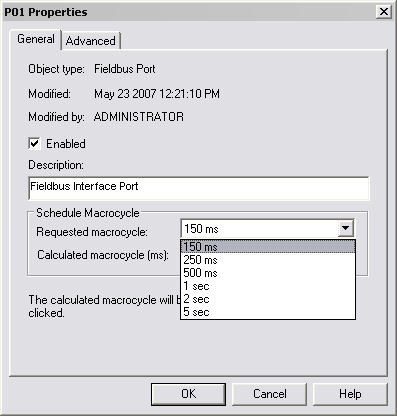 P01 Properties
General Advanced
Object type: Fieldbus Port
Modified: May 23 2007 12:21:10 PM
Modified by: ADMINISTRATOR
Enabled
Description:
Fieldbus Interface Port
Schedule Macrocycle
Requested macrocycle: 150 ms
150 ms
Calculated macrocycle (ms): 250 ms
500 ms
1 sec
The calculated macrocycle will b 2 sec
clicked. 5 sec
OK Cancel Help